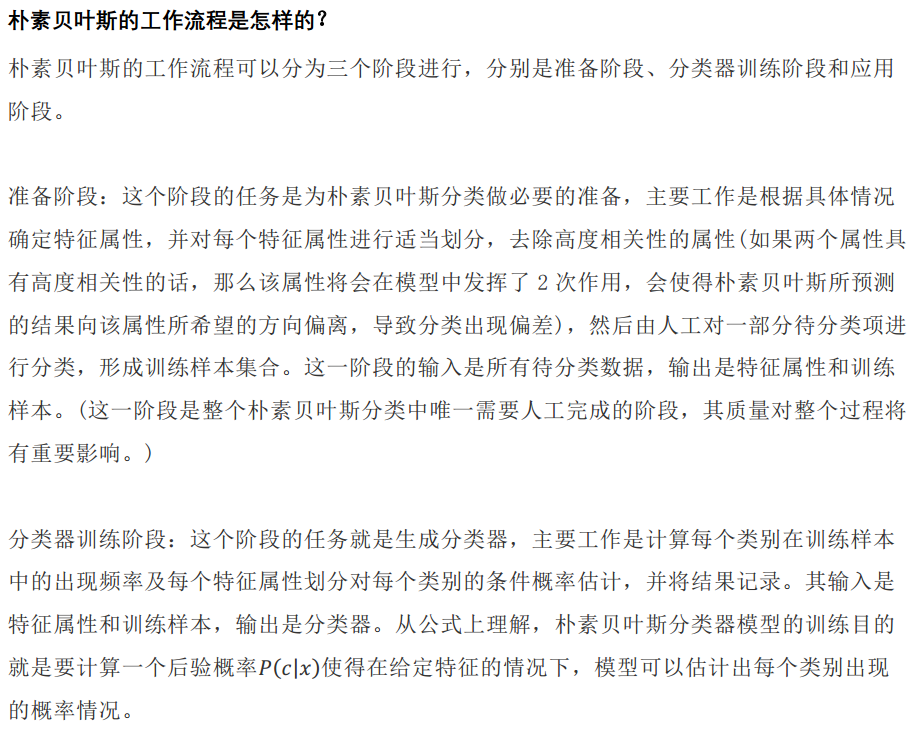 朴素贝叶斯的工作流程是怎样的？
朴素贝叶斯的工作流程可以分为三个阶段进行，分别是准备阶段、分类器训练阶段和应用
阶段。
准备阶段：这个阶段的任务是为朴素贝叶斯分类做必要的准备，主要工作是根据具体情况
确定特征属性，并对每个特征属性进行适当划分，去除高度相关性的属性(如果两个属性具
有高度相关性的话，那么该属性将会在模型中发挥了 2 次作用，会使得朴素贝叶斯所预测
的结果向该属性所希望的方向偏离，导致分类出现偏差)，然后由人工对一部分待分类项进
行分类，形成训练样本集合。这一阶段的输入是所有待分类数据，输出是特征属性和训练
样本。(这一阶段是整个朴素贝叶斯分类中唯一需要人工完成的阶段，其质量对整个过程将
有重要影响。)
分类器训练阶段：这个阶段的任务就是生成分类器，主要工作是计算每个类别在训练样本
中的出现频率及每个特征属性划分对每个类别的条件概率估计，并将结果记录。其输入是
特征属性和训练样本，输出是分类器。从公式上理解，朴素贝叶斯分类器模型的训练目的
就是要计算一个后验概率P(c|x)使得在给定特征的情况下，模型可以估计出每个类别出现
的概率情况。